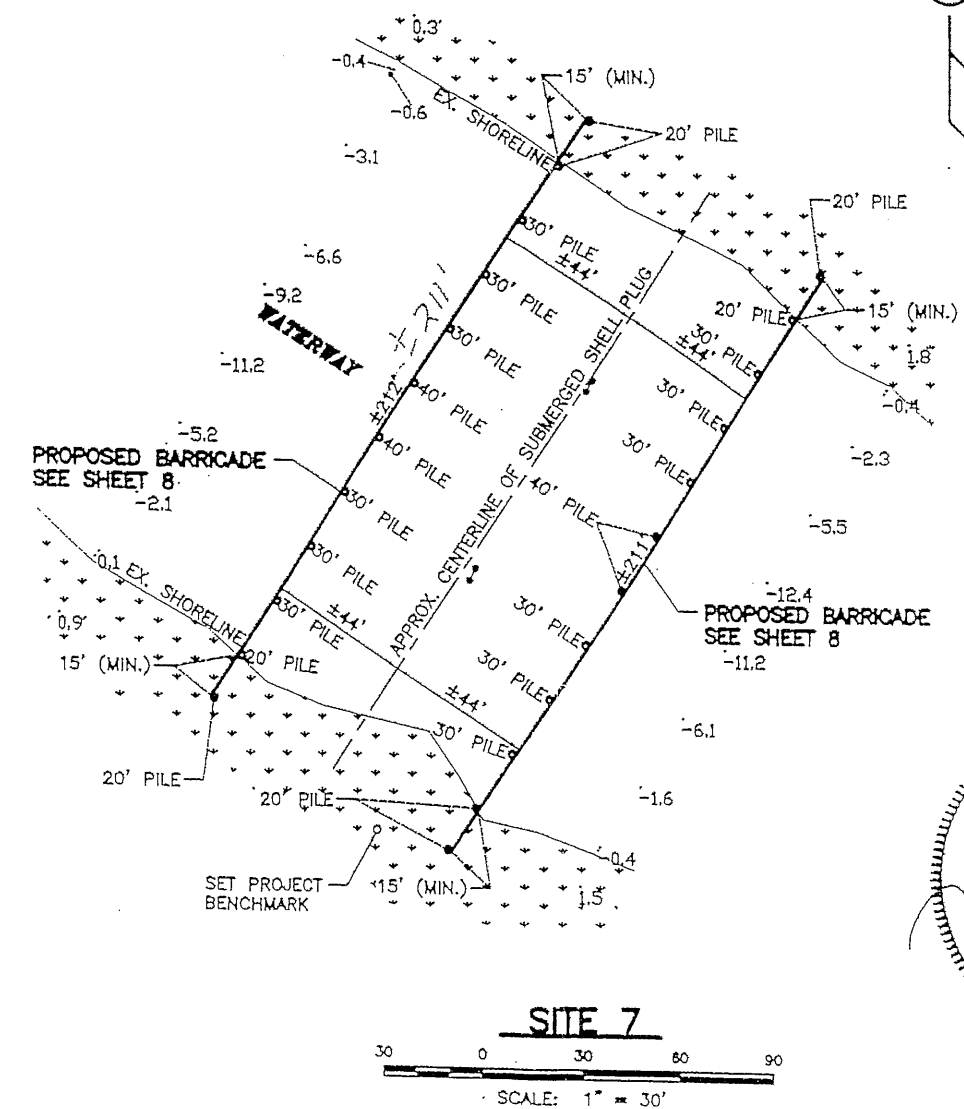 0.3'
-0.4
-0.6
15' (MIN.)
EX. SHORELINE
20' PILE
-3.1
20' PILE
-6.6
30' PILE
±44'
-9.2
WATERWAY
30' PILE
±211'
±212'
20' PILE
15' (MIN.)
30' PILE
±44'
1.8
-0.4
-11.2
30' PILE
40' PILE
30' PILE
-2.3
-5.2
PROPOSED BARRICADE
SEE SHEET 8
-2.1
40' PILE
30' PILE
30' PILE
40' PILE
-5.5
APPROX. CENTERLINE OF SUBMERGED SHELL PLUG
-0.1
EX. SHORELINE
30' PILE
±44'
-12.4
PROPOSED BARRICADE
SEE SHEET 8
0.9'
15' (MIN.)
20' PILE
30' PILE
-11.2
30' PILE
±44'
30' PILE
-6.1
20' PILE
20' PILE
-1.6
-0.4
SET PROJECT
BENCHMARK
15' (MIN.)
1.5
SITE 7
30 0 30 60 90
SCALE: 1" = 30'